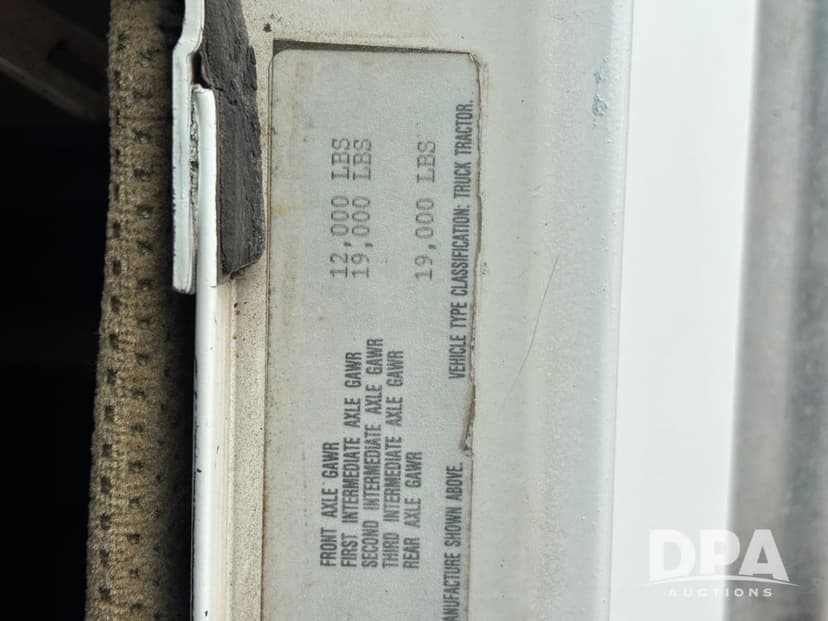 FRONT AXLE GAWR 12,000 LBS
FIRST INTERMEDIATE AXLE GAWR 19,000 LBS
SECOND INTERMEDIATE AXLE GAWR
THIRD INTERMEDIATE AXLE GAWR
REAR AXLE GAWR 19,000 LBS
SHOWN ABOVE. VEHICLE TYPE CLASSIFICATION: TRUCK TRACTOR.
DPA
AUCTIONS